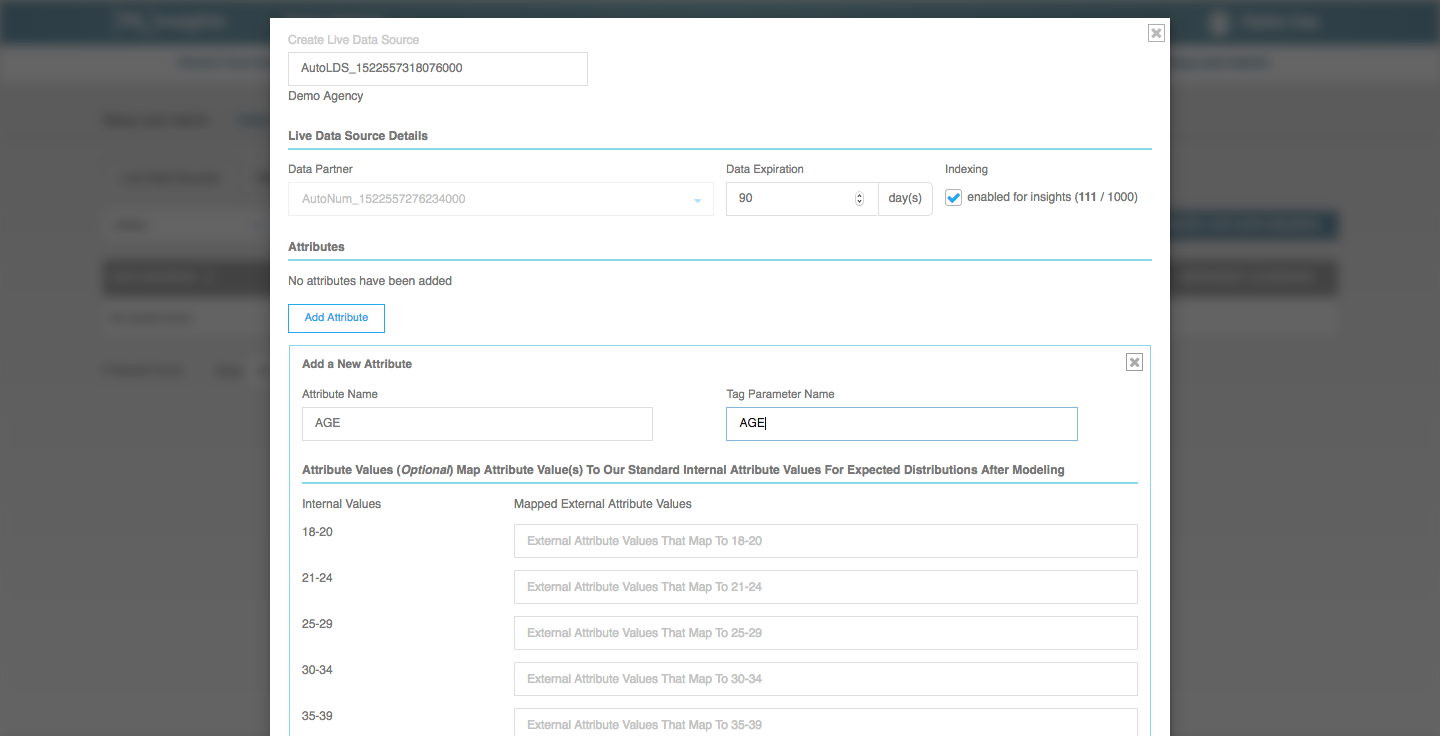 Create Live Data Source
AutoLDS_1522557318076000
Demo Agency
Live Data Source Details
Data Partner
Data Expiration
Indexing
AutoNum_1522557276234000
90
day(s)
enabled for insights (111 / 1000)
Attributes
No attributes have been added
Add Attribute
Add a New Attribute
Attribute Name
Tag Parameter Name
AGE
AGE
Attribute Values (Optional) Map Attribute Value(s) To Our Standard Internal Attribute Values For Expected Distributions After Modeling
Internal Values
Mapped External Attribute Values
18-20
External Attribute Values That Map To 18-20
21-24
External Attribute Values That Map To 21-24
25-29
External Attribute Values That Map To 25-29
30-34
External Attribute Values That Map To 30-34
35-39
External Attribute Values That Map To 35-39